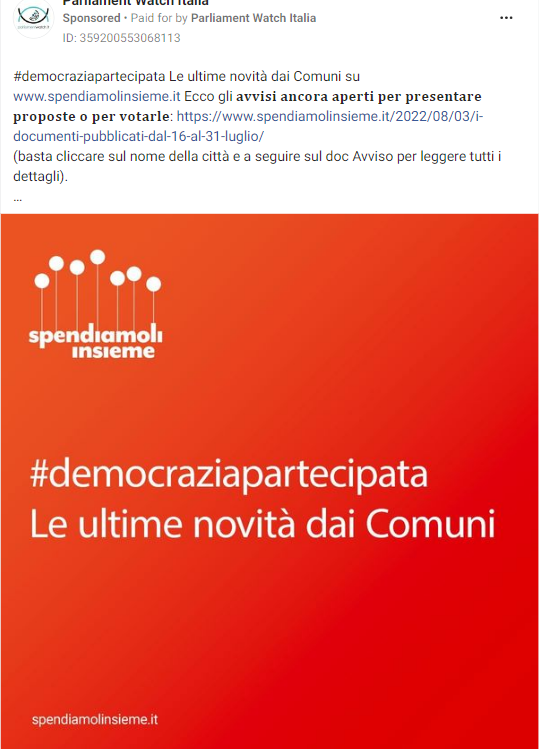 Parliament Watch Italia
Sponsored • Paid for by Parliament Watch Italia
ID: 359200553068113
#democraziapartecipata Le ultime novità dai Comuni su
www.spendiamolinsieme.it Ecco gli avvisi ancora aperti per presentare
proposte o per votarle: https://www.spendiamolinsieme.it/2022/08/03/i-
documenti-pubblicati-dal-16-al-31-luglio/
(basta cliccare sul nome della città e a seguire sul doc Avviso per leggere tutti i
dettagli).
...
spendiamoli
insieme
#democraziapartecipata
Le ultime novità dai Comuni
spendiamolinsieme.it